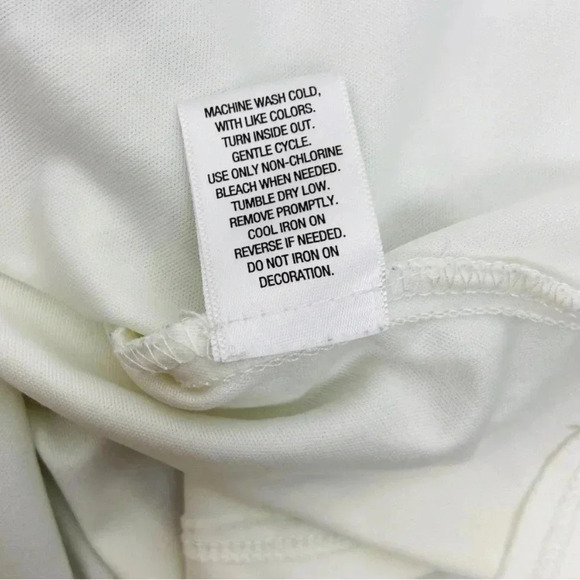 MACHINE WASH COLD,
WITH LIKE COLORS.
TURN INSIDE OUT.
GENTLE CYCLE.
USE ONLY NON-CHLORINE
BLEACH WHEN NEEDED.
TUMBLE DRY LOW.
REMOVE PROMPTLY.
COOL IRON ON
REVERSE IF NEEDED.
DO NOT IRON ON
DECORATION.